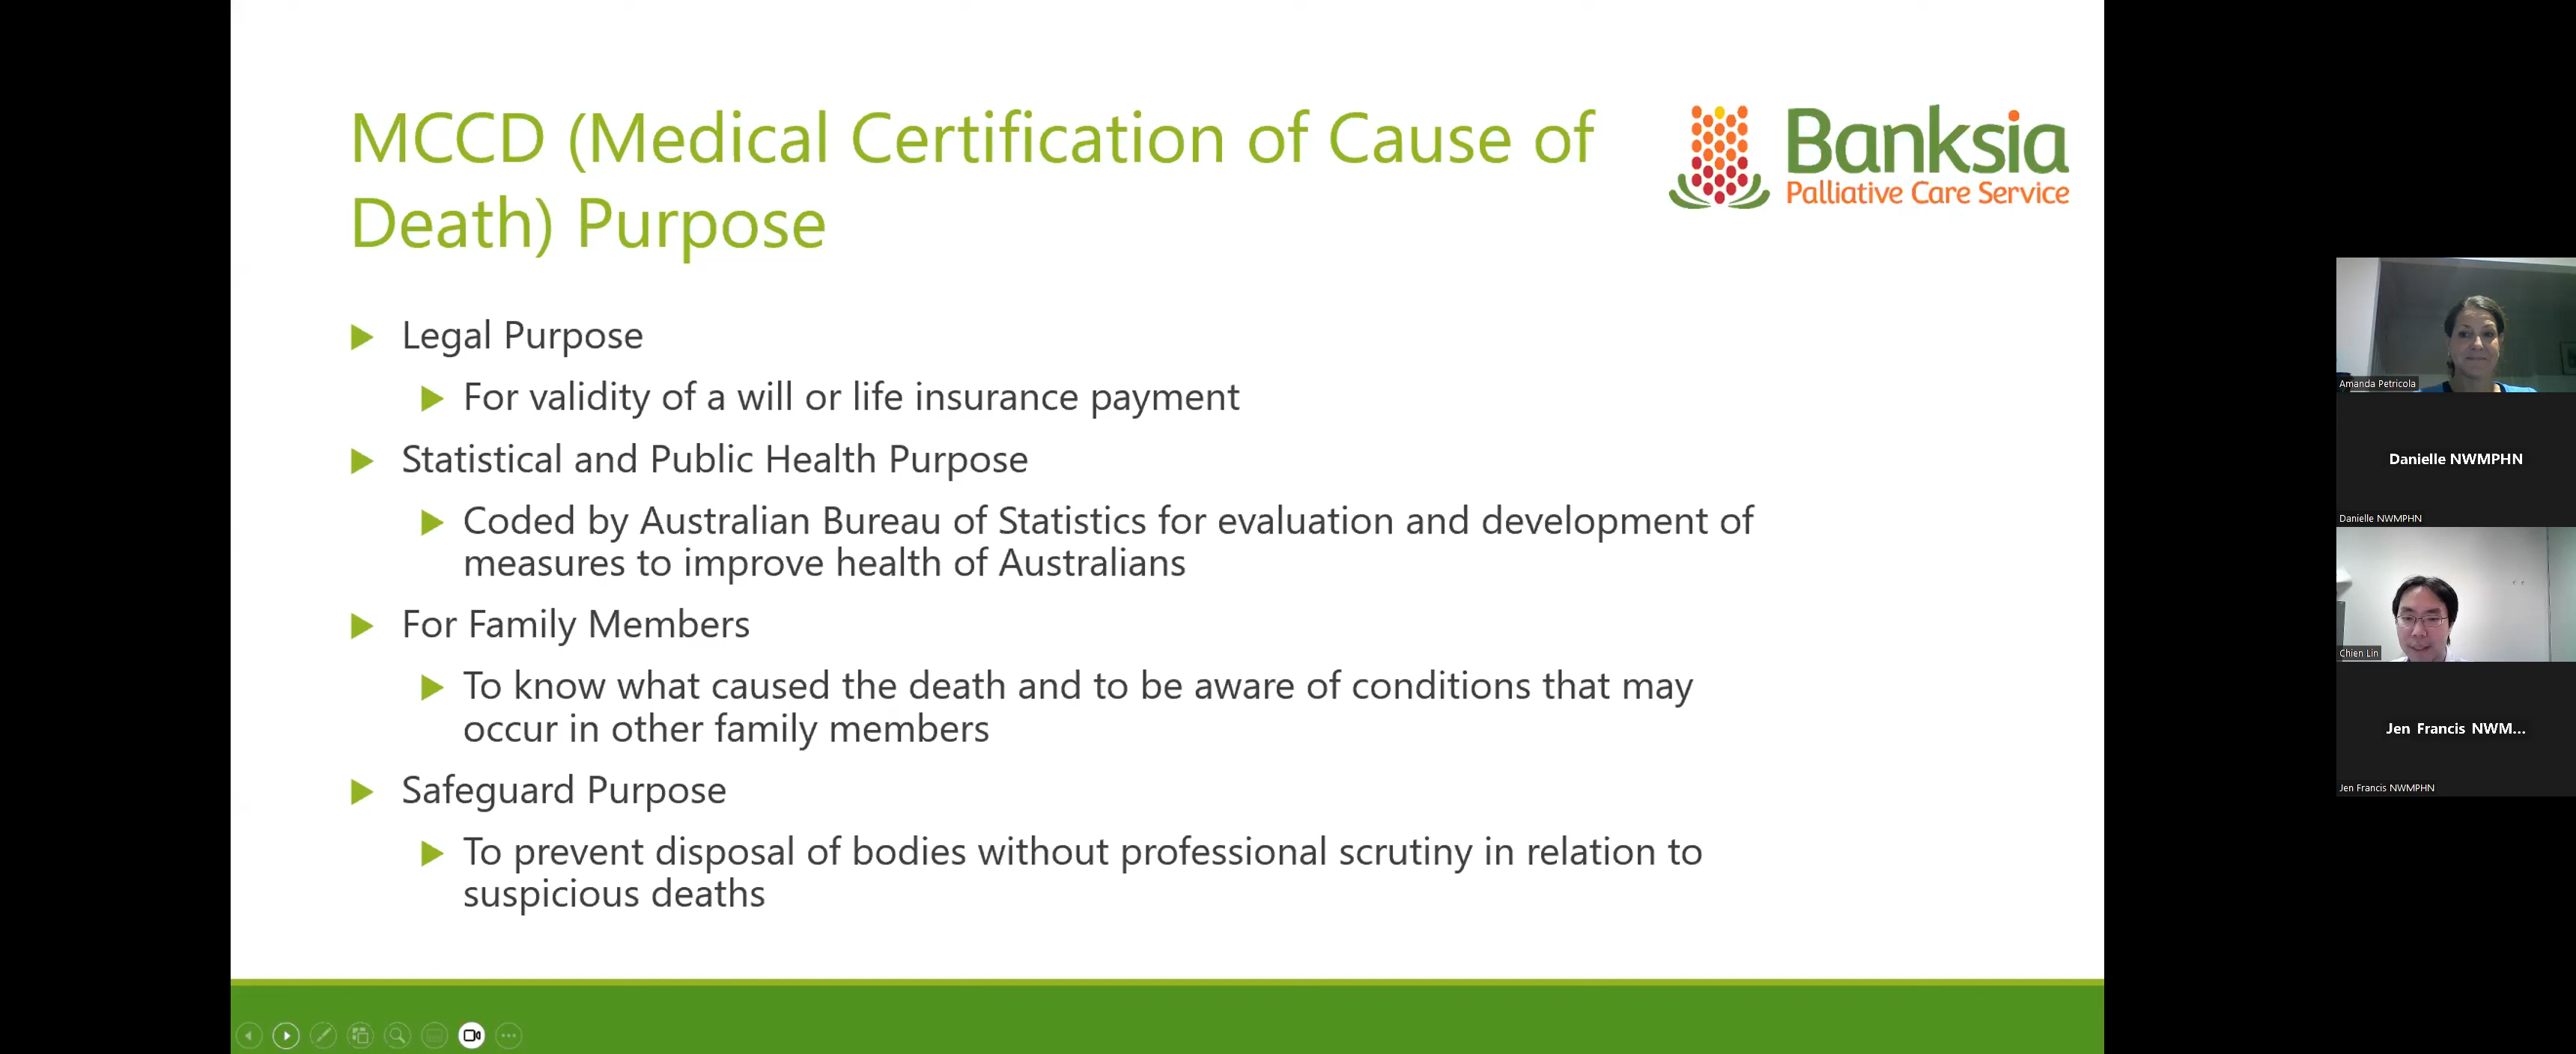 MCCD (Medical Certification of Cause of
Death) Purpose
Banksia
Palliative Care Service
Legal Purpose
For validity of a will or life insurance payment
Statistical and Public Health Purpose
Coded by Australian Bureau of Statistics for evaluation and development of
measures to improve health of Australians
For Family Members
To know what caused the death and to be aware of conditions that may
occur in other family members
Safeguard Purpose
To prevent disposal of bodies without professional scrutiny in relation to
suspicious deaths
Amanda Petricola
Danielle NWMPHN
Danielle NWMPHN
Chien Lin
Jen Francis NWM...
Jen Francis NWMPHN